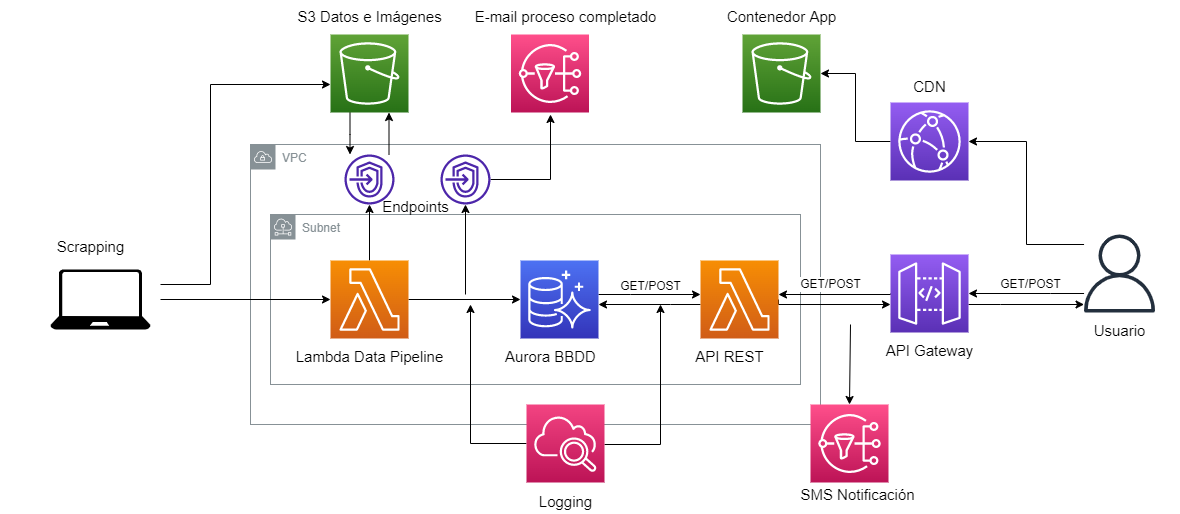 S3 Datos e Imágenes
E-mail proceso completado
Contenedor App
CDN
VPC
Endpoints
Subnet
Scrapping
GET/POST
GET/POST
GET/POST
Usuario
Lambda Data Pipeline
Aurora BBDD
API REST
API Gateway
Logging
SMS Notificación